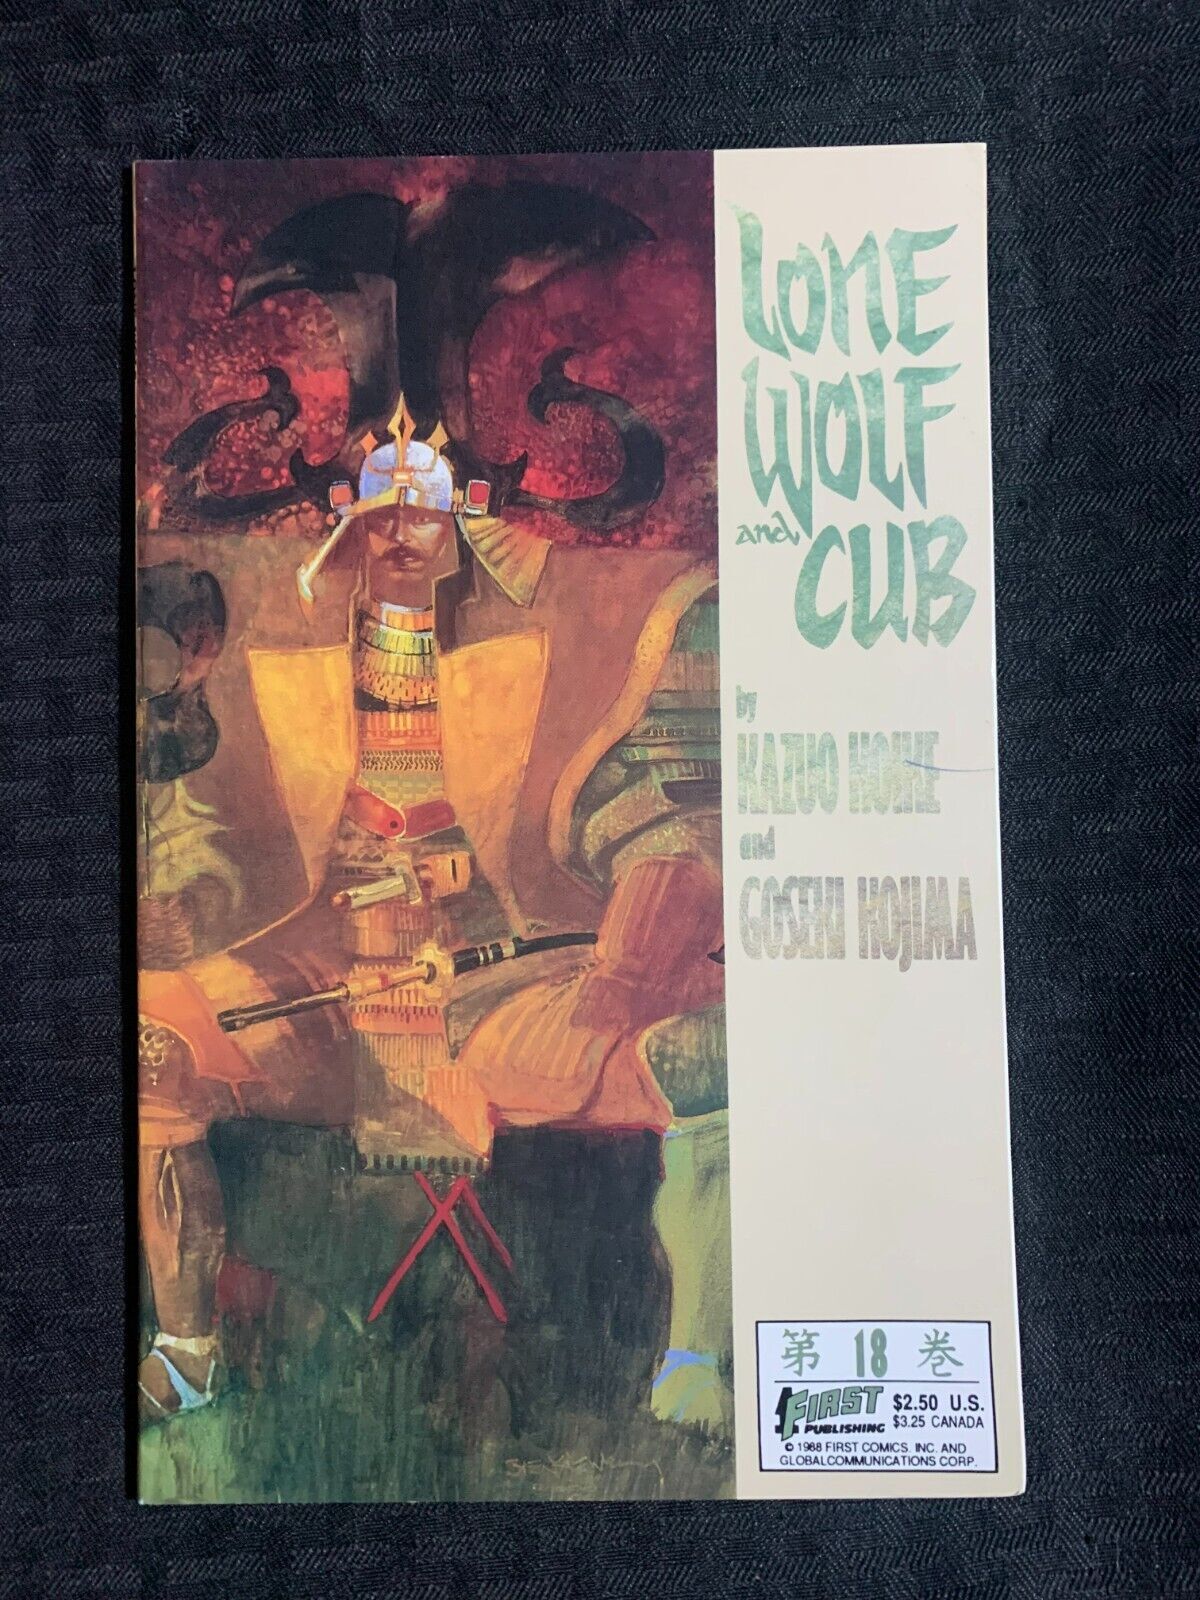 LONE
WOLF
and
CUB
by
KAZUO KOIKE
and
GOSEKI KOJIMA
第 18 巻
1 FIRST
PUBLISHING
$2.50 U.S.
$3.25 CANADA
© 1988 FIRST COMICS, INC. AND
GLOBALCOMMUNICATIONS CORP.